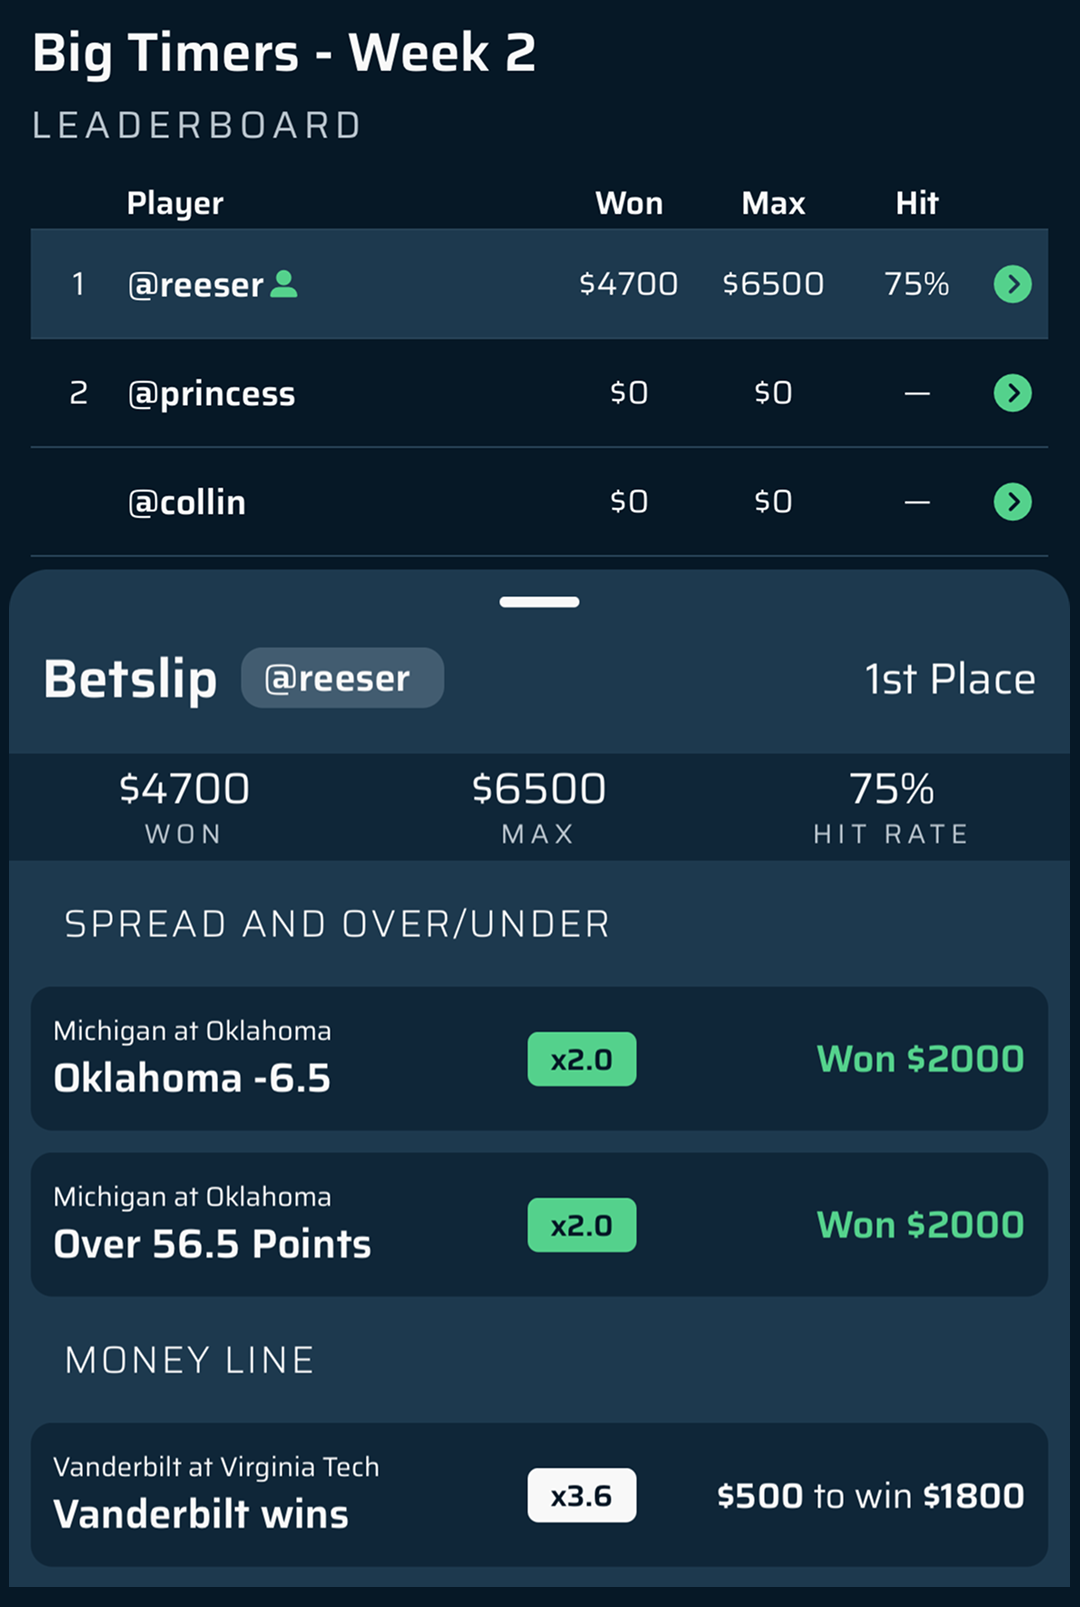 Big Timers - Week 2
LEADERBOARD
Player Won Max Hit
1 @reeser $4700 $6500 75%
2 @princess $0 $0 —
@collin $0 $0 —
Betslip @reeser 1st Place
$4700 $6500 75%
WON MAX HIT RATE
SPREAD AND OVER/UNDER
Michigan at Oklahoma
Oklahoma -6.5 x2.0 Won $2000
Michigan at Oklahoma
Over 56.5 Points x2.0 Won $2000
MONEY LINE
Vanderbilt at Virginia Tech
Vanderbilt wins x3.6 $500 to win $1800